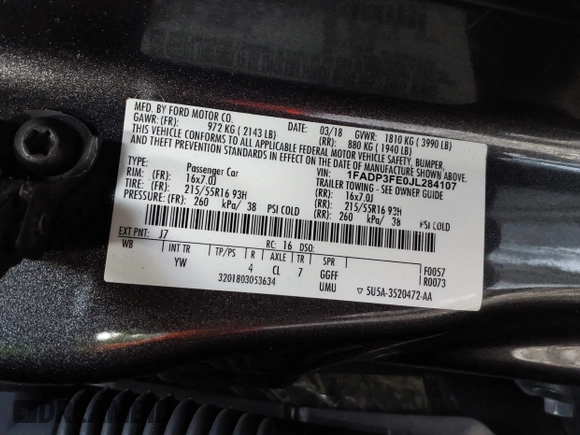 MFD. BY FORD MOTOR CO.
DATE: 03/18 GVWR: 1810 KG ( 3990 LB)
GAWR: (FR): 972 KG ( 2143 LB) (RR): 880 KG ( 1940 LB)
THIS VEHICLE CONFORMS TO ALL APPLICABLE FEDERAL MOTOR VEHICLE SAFETY, BUMPER,
AND THEFT PREVENTION STANDARDS IN EFFECT ON THE DATE OF MANUFACTURE SHOWN ABOVE.
VIN: 1FADP3FE0JL284107
TYPE: Passenger Car TRAILER TOWING - SEE OWNER GUIDE
RIM: (FR) 16x7.0J (RR): 16x7.0J
TIRE: (FR) 215/55R16 93H (RR) 215/55R16 93H
PRESSURE: (FR) 260 kPa/ 38 PSI COLD (RR) 260 kPa/ 38 PSI COLD
EXT PNT: J7 RC: 16 DSO:
WB INT TR TP/PS R AXLE TR SPR
YW 4 CL 7 GGFF F0057
UMU R0073
3201803053634 ▽ 5U5A-3520472-AA